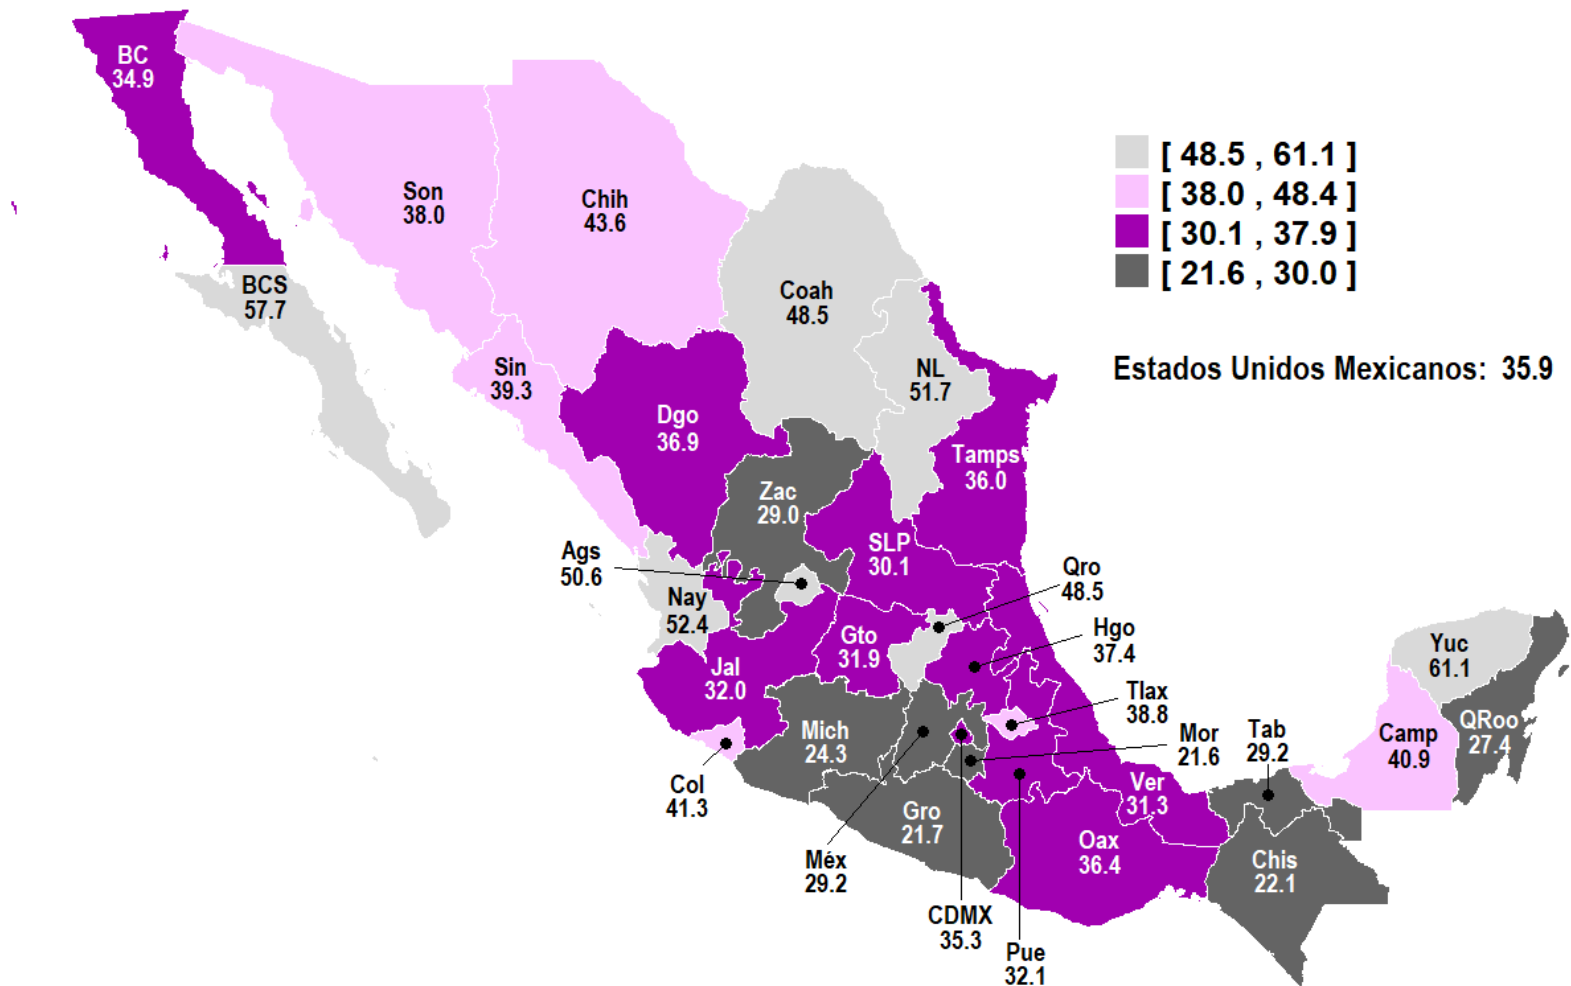 BC
34.9
Son
38.0
Chih
43.6
[ 48.5 , 61.1 ]
[ 38.0 , 48.4 ]
[ 30.1 , 37.9 ]
[ 21.6 , 30.0 ]
BCS
57.7
Coah
48.5
Estados Unidos Mexicanos: 35.9
Sin
39.3
NL
51.7
Dgo
36.9
Tamps
36.0
Zac
29.0
SLP
30.1
Ags
50.6
Qro
48.5
Nay
52.4
Gto
31.9
Hgo
37.4
Yuc
61.1
Jal
32.0
Tlax
38.8
Mich
24.3
Mor
21.6
Tab
29.2
Camp
40.9
QRoo
27.4
Col
41.3
Ver
31.3
Gro
21.7
Oax
36.4
Méx
29.2
Chis
22.1
CDMX
35.3
Pue
32.1